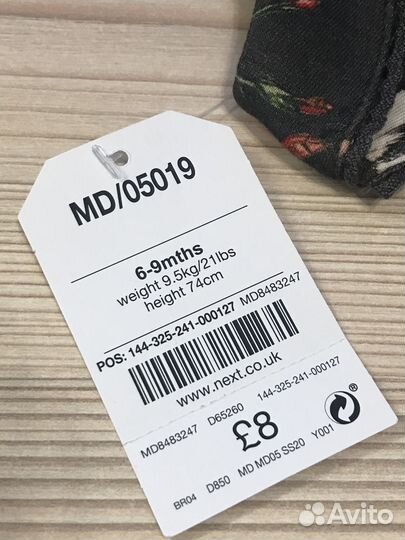 MD/05019
6-9mths
weight 9.5kg/21lbs
height 74cm
POS: 144-325-241-000127 MD8483247
www.next.co.uk
MD8483247 D65260 144-325-241-000127
£8
BR04 D850 MD MD05 SS20 Y001
Avito